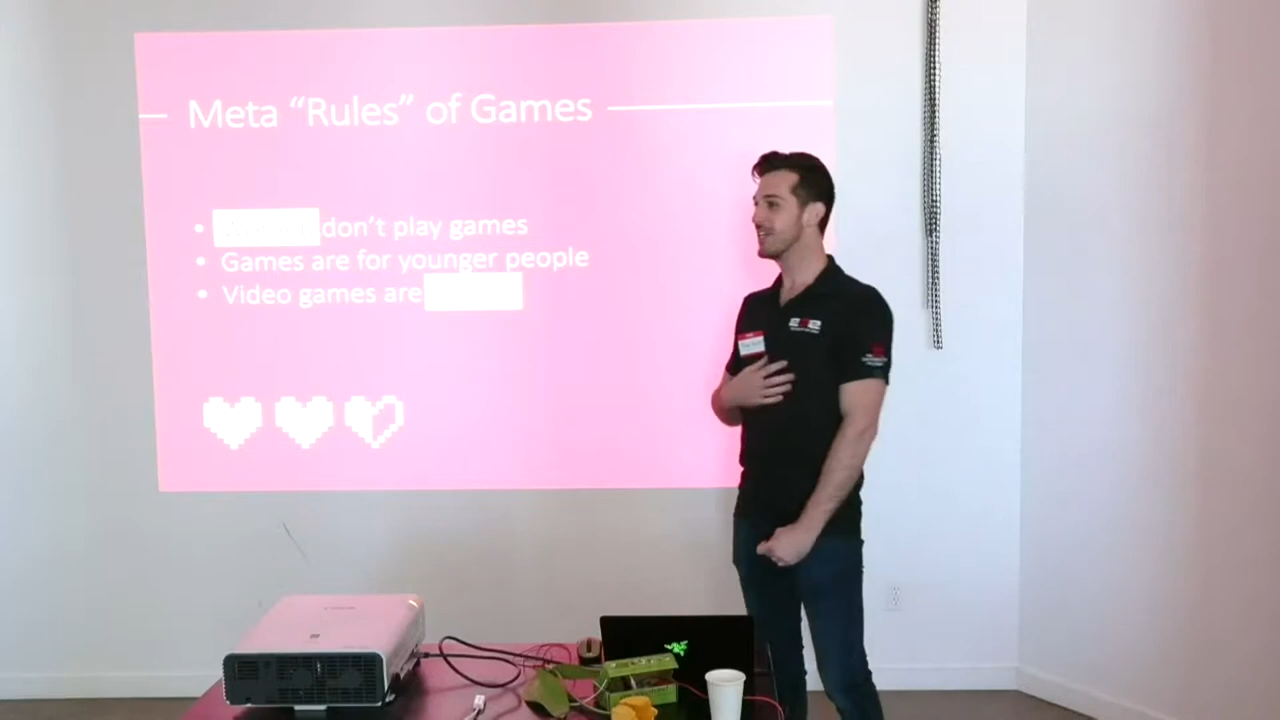 Meta “Rules” of Games
• don’t play games
• Games are for younger people
• Video games are